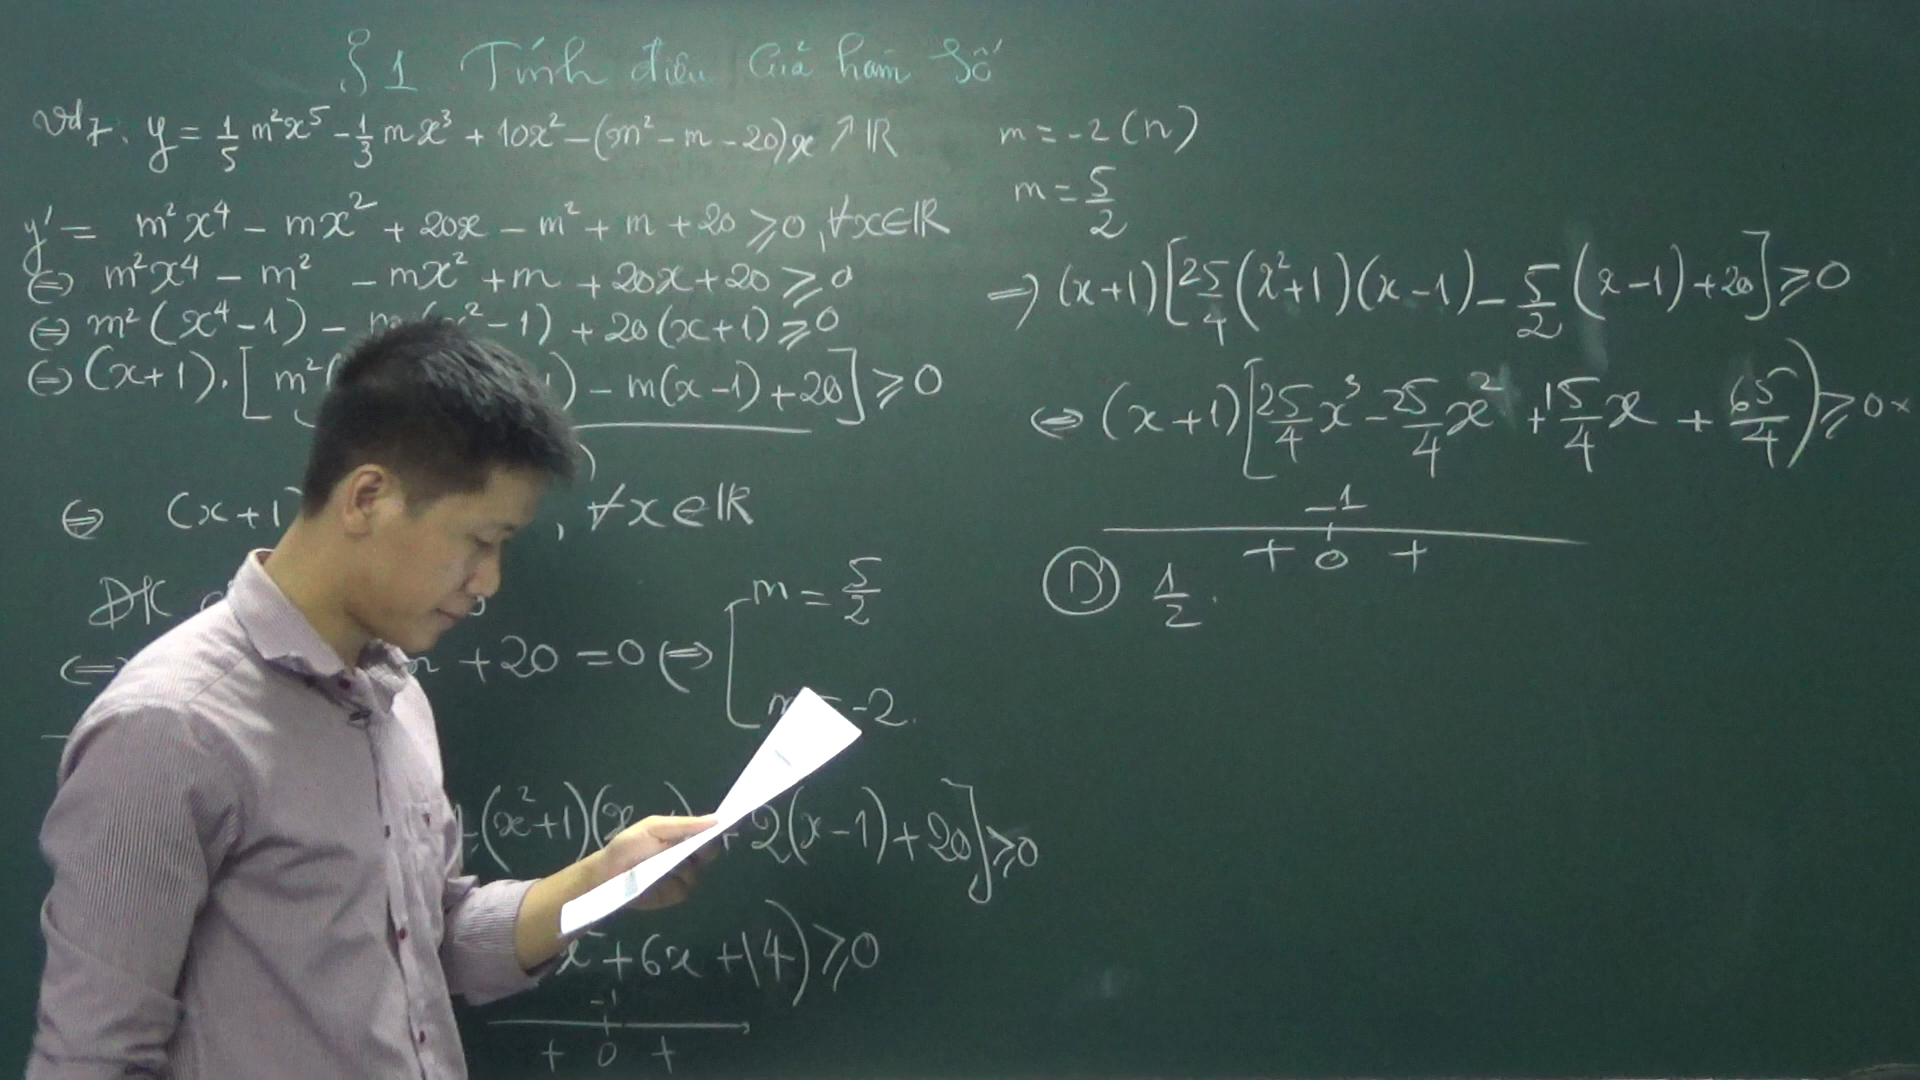 §1 Tính điệu của hàm số
Vd7. y = 1/5 m²x⁵ - 1/3 mx³ + 10x² - (m² - m - 20)x ↗ ℝ
y' = m²x⁴ - mx² + 20x - m² + m + 20 ⩾ 0, ∀x∈ℝ
⇔ m²x⁴ - m² - mx² + m + 20x + 20 ⩾ 0
⇔ m²(x⁴ - 1) - (x² - 1) + 20(x + 1) ⩾ 0
⇔ (x+1).[m²( 1) - m(x - 1) + 20] ⩾ 0
⇔ (x+1) , ∀x∈ℝ
ĐK
⇔ + 20 = 0 ⇔ [ m = 5/2
-2.
(x²+1)(x + 2(x - 1) + 20] ⩾ 0
+ 6x + 14) ⩾ 0
-1
+ 0 +
m = -2 (n)
m = 5/2
⇒ (x+1)[25/4 (x²+1)(x - 1) - 5/2 (x - 1) + 20] ⩾ 0
⇔ (x+1)[25/4 x³ - 25/4 x² + 15/4 x + 65/4) ⩾ 0
-1
+ 0 +
Ⓓ 1/2.